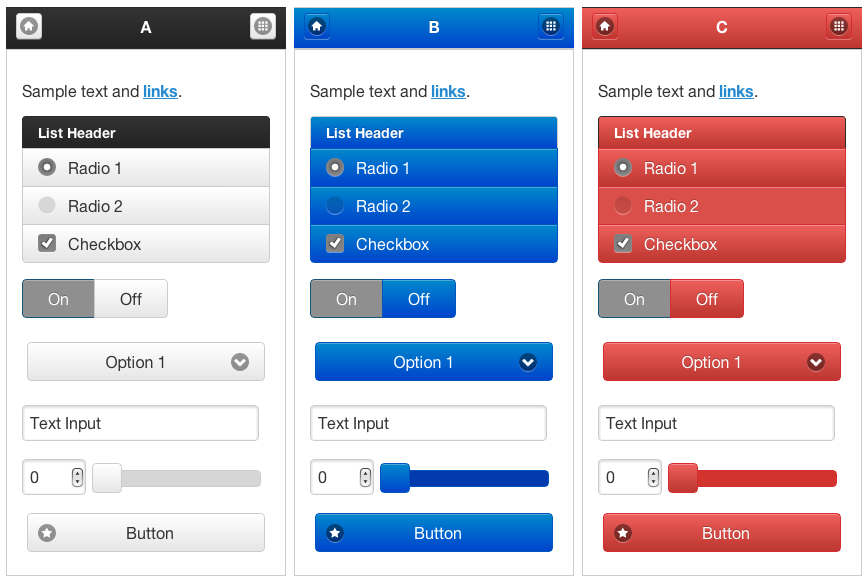 A
Sample text and links.
List Header
Radio 1
Radio 2
Checkbox
On Off
Option 1
Text Input
0
Button
B
Sample text and links.
List Header
Radio 1
Radio 2
Checkbox
On Off
Option 1
Text Input
0
Button
C
Sample text and links.
List Header
Radio 1
Radio 2
Checkbox
On Off
Option 1
Text Input
0
Button